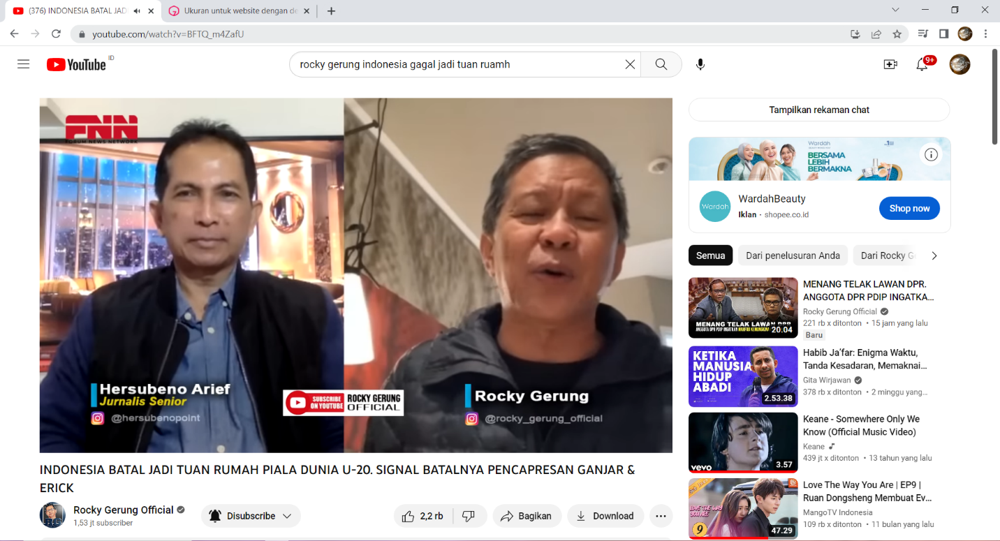 (376) INDONESIA BATAL JAD
Ukuran untuk website dengan de
youtube.com/watch?v=BFTQ_m4ZafU
YouTube ID
rocky gerung indonesia gagal jadi tuan ruamh
9+
FNN
FORUM NEWS NETWORK
Hersubeno Arief
Jurnalis Senior
@hersubenopoint
SUBSCRIBE
ON YOUTUBE
ROCKY GERUNG
OFFICIAL
Rocky Gerung
@rocky_gerung_official
INDONESIA BATAL JADI TUAN RUMAH PIALA DUNIA U-20. SIGNAL BATALNYA PENCAPRESAN GANJAR &
ERICK
Rocky Gerung Official
1,53 jt subscriber
Disubscribe
2,2 rb
Bagikan
Download
Tampilkan rekaman chat
Wardah
BERSAMA
LEBIH
BERMAKNA
Wardah
WardahBeauty
Iklan · shopee.co.id
Shop now
Semua
Dari penelusuran Anda
Dari Rocky G
MENANG TELAK LAWAN DPR
20.04
MENANG TELAK LAWAN DPR.
ANGGOTA DPR PDIP INGATKA...
Rocky Gerung Official
221 rb x ditonton · 15 jam yang lalu
Baru
KETIKA
MANUSIA
HIDUP
ABADI
2.53.38
Habib Ja'far: Enigma Waktu,
Tanda Kesadaran, Memaknai...
Gita Wirjawan
378 rb x ditonton · 2 minggu yang...
vevo
3.57
Keane - Somewhere Only We
Know (Official Music Video)
Keane
439 jt x ditonton · 13 tahun yang lalu
LOVE THE WAY
YOU ARE
9
47.29
Love The Way You Are | EP9 |
Ruan Dongsheng Membuat Ev...
MangoTV Indonesia
109 rb x ditonton · 11 bulan yang lalu